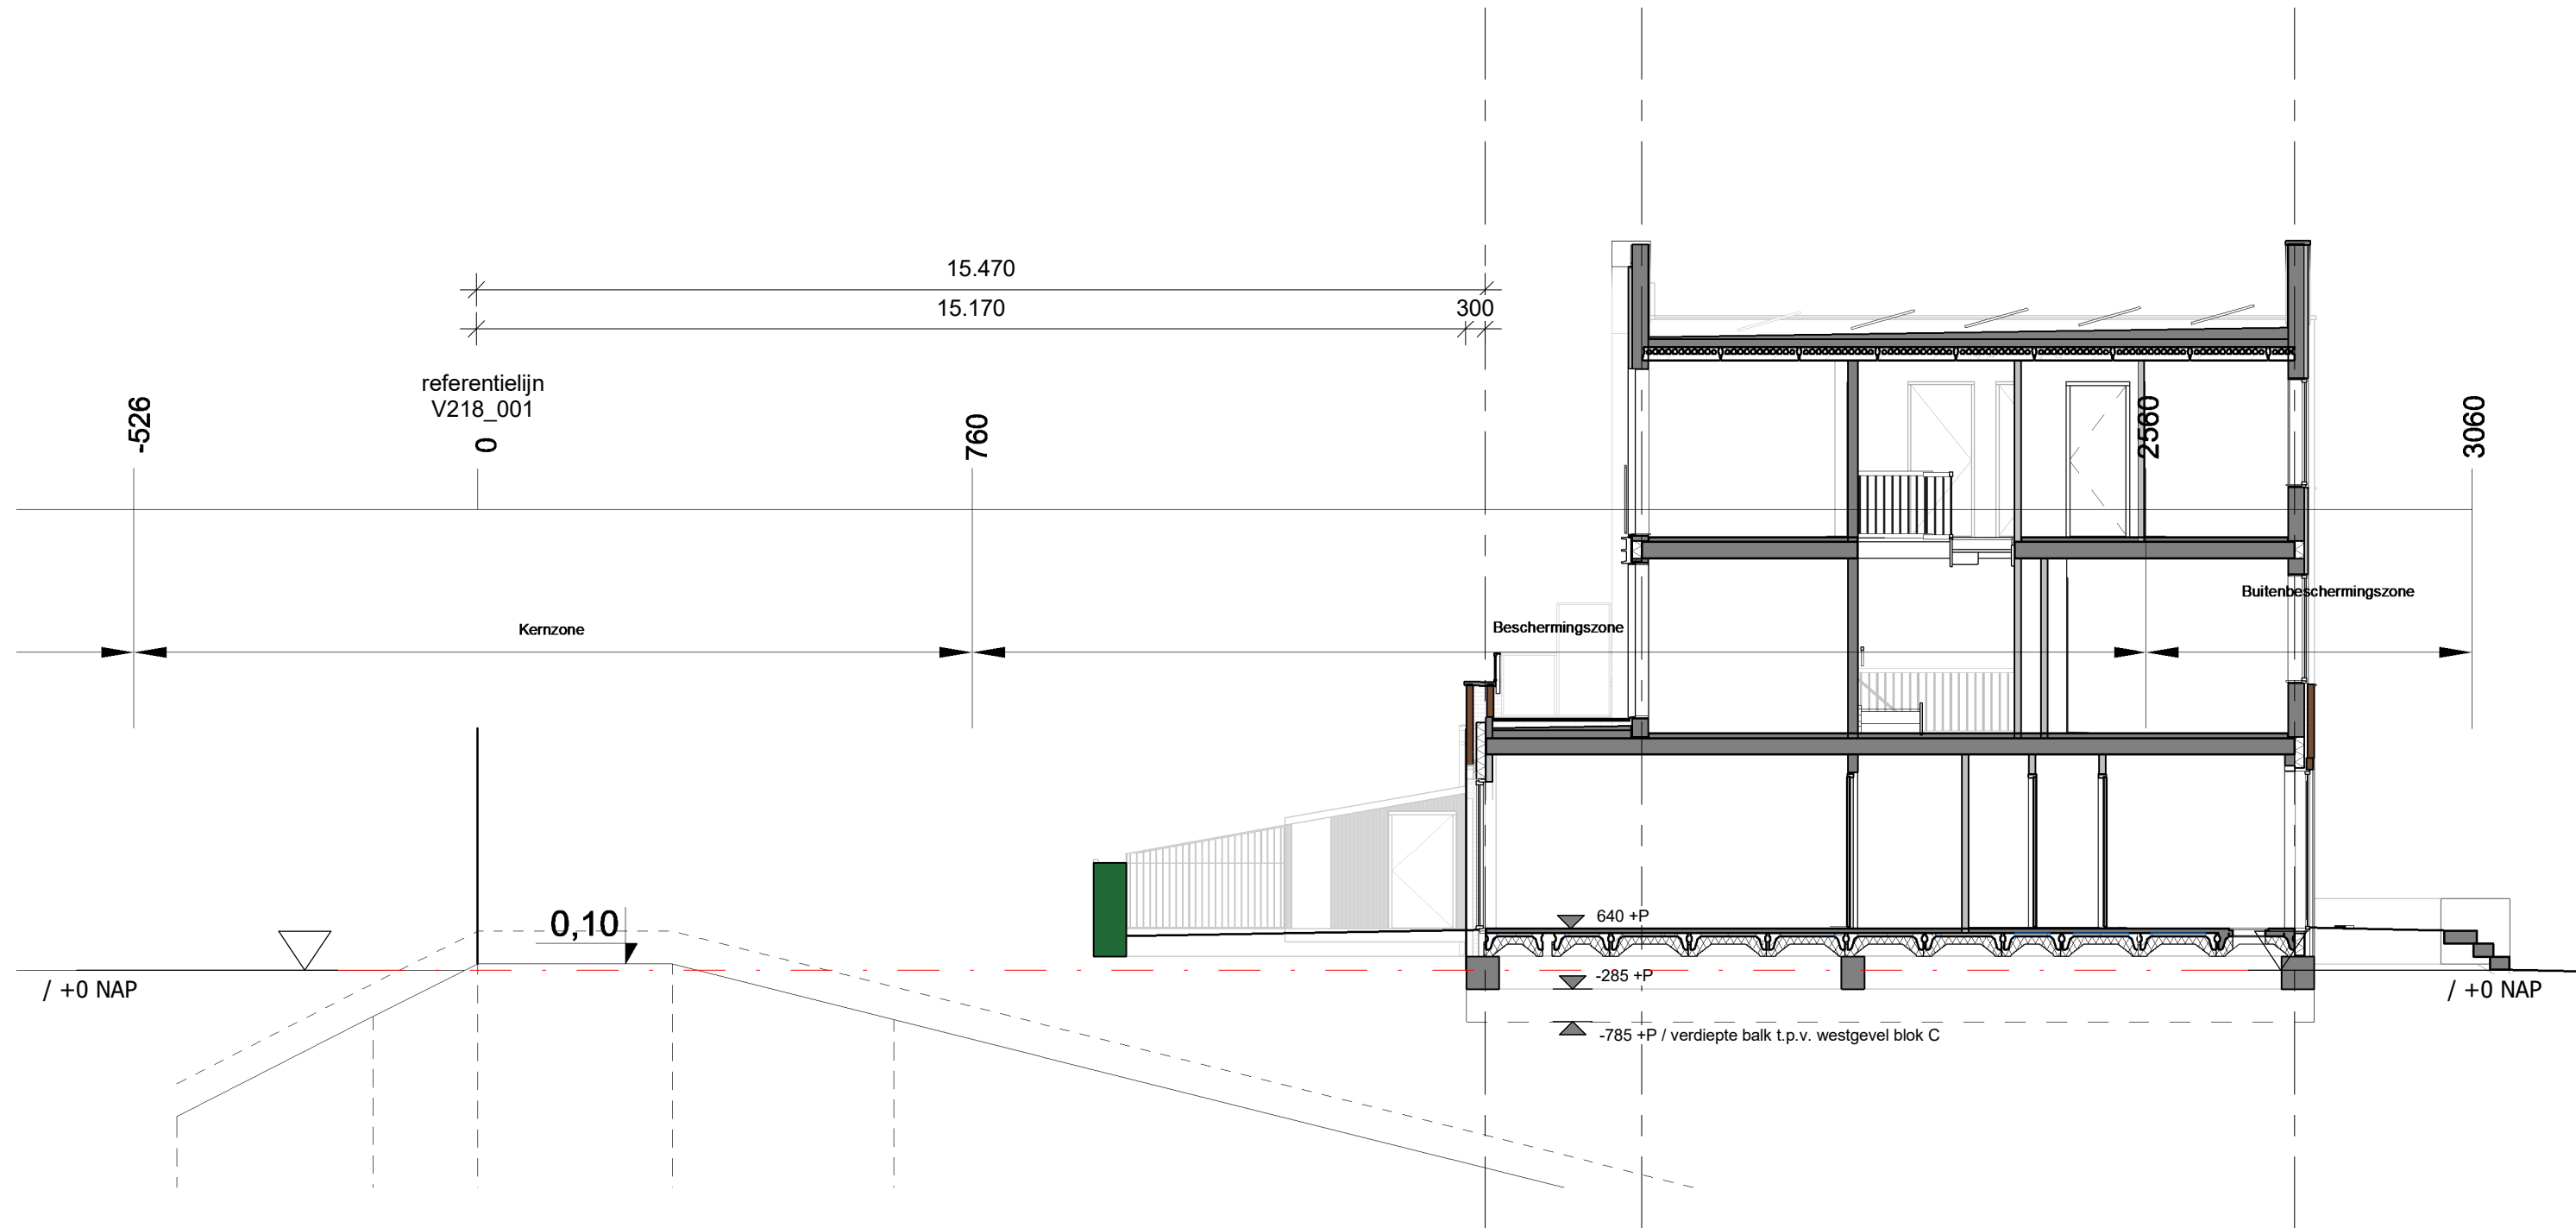 15.470
15.170
300
referentielijn
V218_001
-526
0
760
2560
3060
Kernzone
Beschermingszone
Buitenbeschermingszone
0,10
640 +P
-285 +P
/ +0 NAP
/ +0 NAP
-785 +P / verdiepte balk t.p.v. westgevel blok C